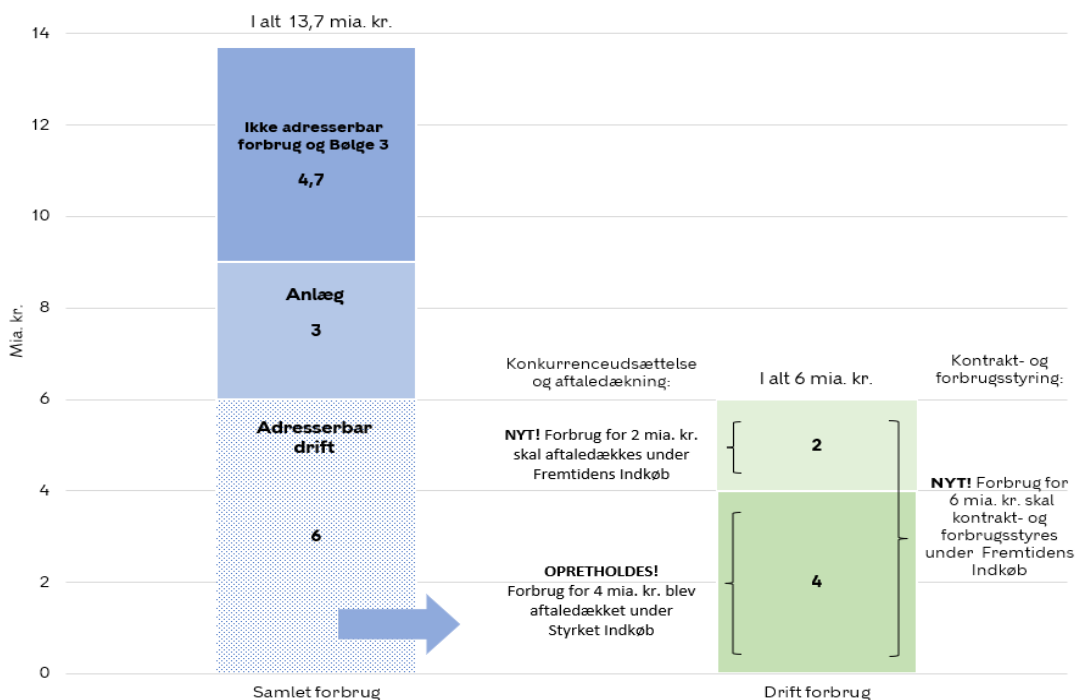 I alt 13,7 mia. kr.
14
12
10
8
6
4
2
0
Mia. kr.
Ikke adresserbar
forbrug og Bølge 3
4,7
Anlæg
3
Adresserbar
drift
6
Samlet forbrug
Konkurrenceudsættelse
og aftaledækning:
NYT! Forbrug for 2 mia. kr.
skal aftaledækkes under
Fremtidens Indkøb
OPRETHOLDES!
Forbrug for 4 mia. kr. blev
aftaledækket under
Styrket Indkøb
I alt 6 mia. kr.
2
4
Drift forbrug
Kontrakt- og
forbrugsstyring:
NYT! Forbrug for
6 mia. kr. skal
kontrakt- og
forbrugsstyres
under Fremtidens
Indkøb